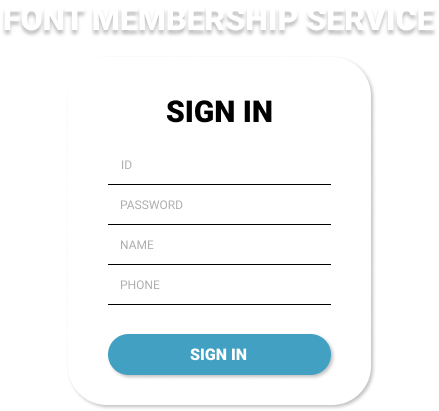 FONT MEMBERSHIP SERVICE
SIGN IN
ID
PASSWORD
NAME
PHONE
SIGN IN